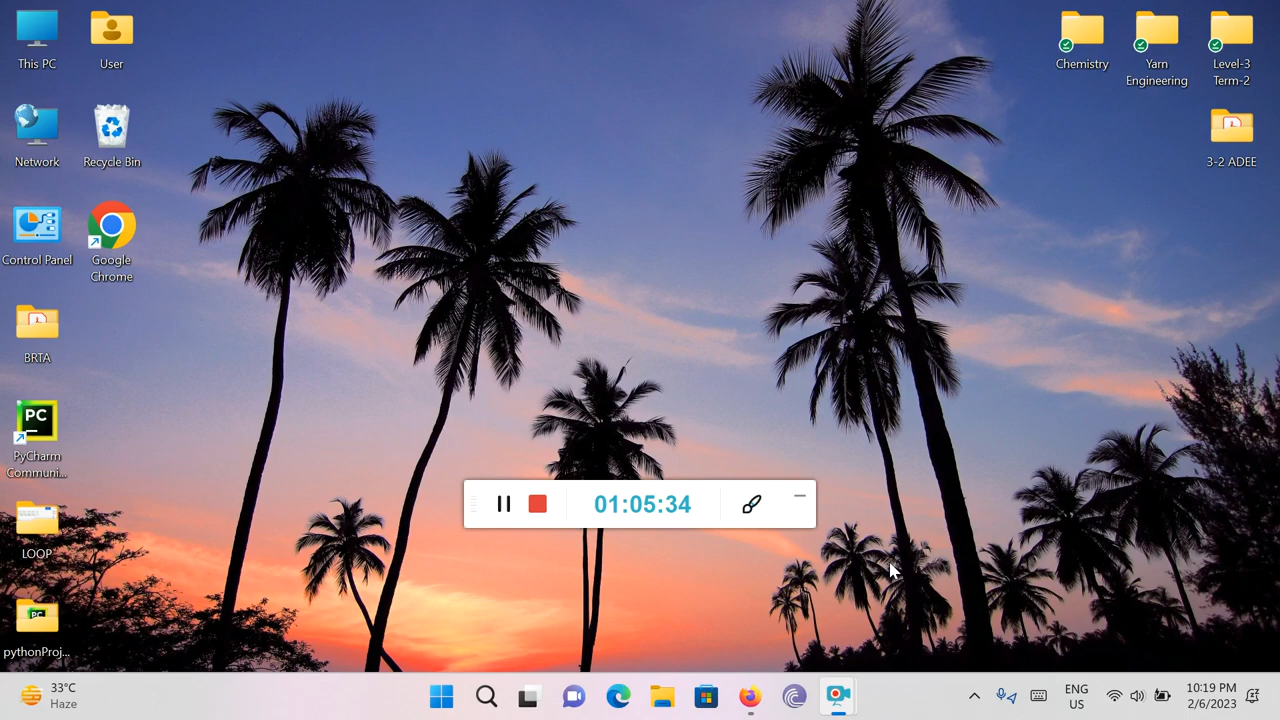 This PC
User
Network
Recycle Bin
Control Panel
Google
Chrome
BRTA
PC
PyCharm
Communi...
LOOP
PC
pythonProj...
Chemistry
Yarn
Engineering
Level-3
Term-2
3-2 ADEE
01:05:34
33°C
Haze
ENG
US
10:19 PM
2/6/2023